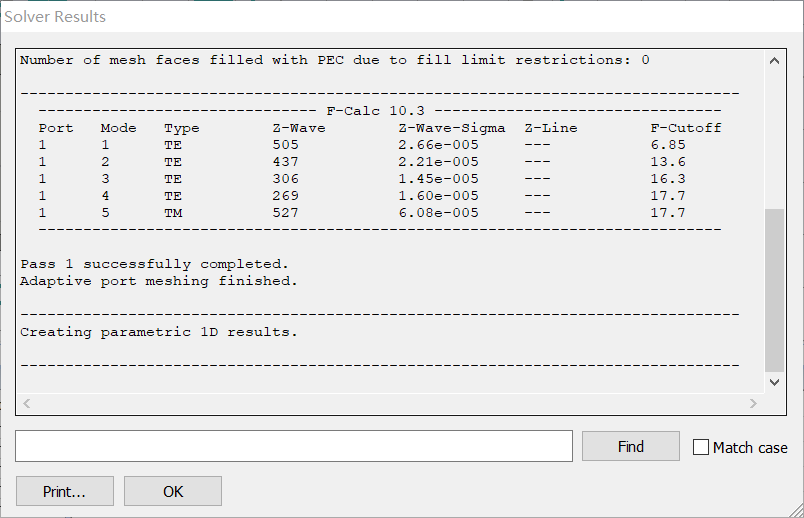 Solver Results
Number of mesh faces filled with PEC due to fill limit restrictions: 0
--------------------------------------------------------------------------------
------------------------------- F-Calc 10.3 --------------------------------
Port Mode Type Z-Wave Z-Wave-Sigma Z-Line F-Cutoff
1 1 TE 505 2.66e-005 --- 6.85
1 2 TE 437 2.21e-005 --- 13.6
1 3 TE 306 1.45e-005 --- 16.3
1 4 TE 269 1.60e-005 --- 17.7
1 5 TM 527 6.08e-005 --- 17.7
----------------------------------------------------------------------------
Pass 1 successfully completed.
Adaptive port meshing finished.
--------------------------------------------------------------------------------
Creating parametric 1D results.
--------------------------------------------------------------------------------
Find
Match case
Print...
OK